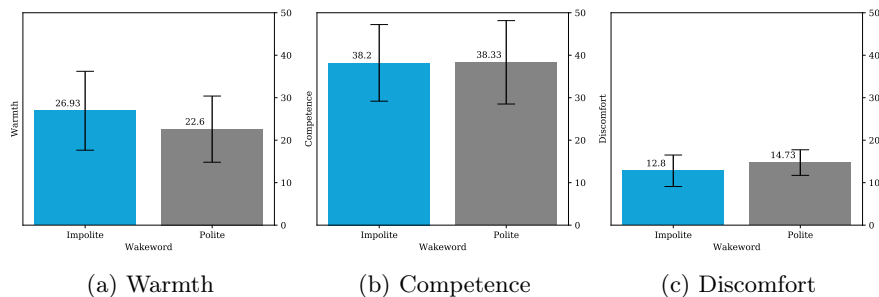 50
40
30
20
10
0
Warmth
26.93
22.6
Impolite
Polite
Wakeword
(a) Warmth
50
40
30
20
10
0
Competence
38.2
38.33
Impolite
Polite
Wakeword
(b) Competence
50
40
30
20
10
0
Discomfort
12.8
14.73
Impolite
Polite
Wakeword
(c) Discomfort